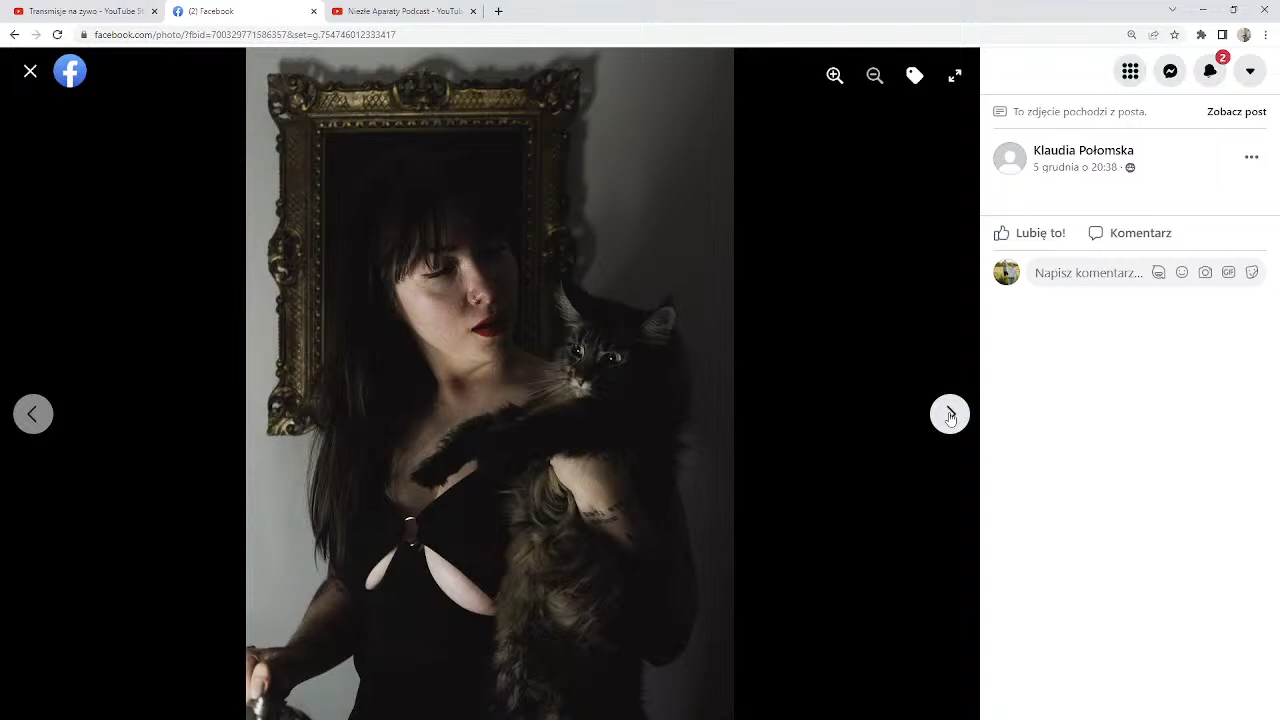 Transmisje na żywo - YouTube St
(2) Facebook
Niezłe Aparaty Podcast - YouTub
facebook.com/photo/?fbid=700329771586357&set=g.754746012333417
2
To zdjęcie pochodzi z posta.
Zobacz post
Klaudia Połomska
5 grudnia o 20:38
Lubię to!
Komentarz
Napisz komentarz...
GIF